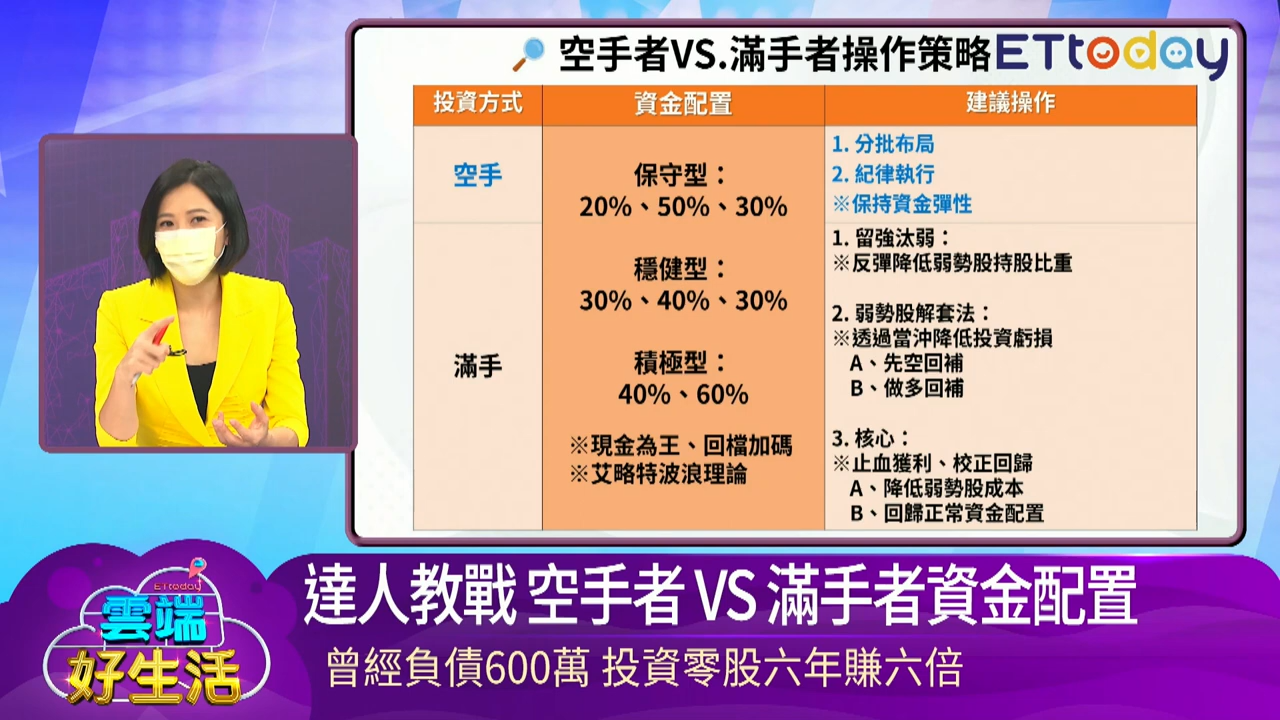 空手者VS.滿手者操作策略
ETtoday
投資方式
資金配置
建議操作
空手
保守型：
20%、50%、30%
穩健型：
30%、40%、30%
積極型：
40%、60%
※現金為王、回檔加碼
※艾略特波浪理論
1. 分批布局
2. 紀律執行
※保持資金彈性
滿手
1. 留強汰弱：
※反彈降低弱勢股持股比重
2. 弱勢股解套法：
※透過當沖降低投資虧損
A、先空回補
B、做多回補
3. 核心：
※止血獲利、校正回歸
A、降低弱勢股成本
B、回歸正常資金配置
ETtoday
雲端
好生活
達人教戰 空手者 VS 滿手者資金配置
曾經負債600萬 投資零股六年賺六倍